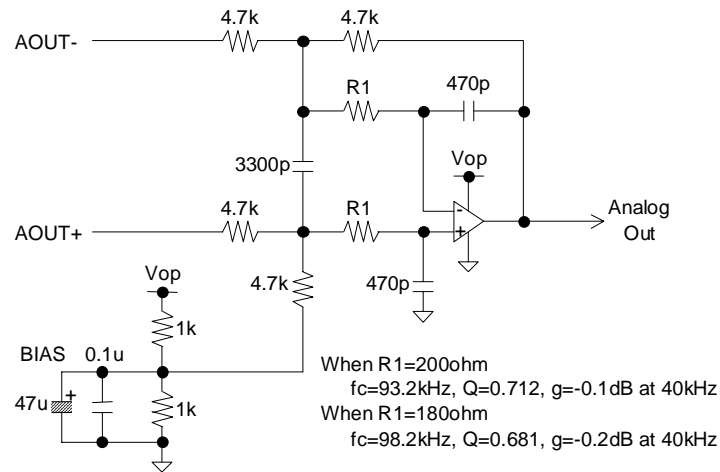 4.7k 4.7k
AOUT-
R1 470p
3300p Vop
4.7k R1 Analog
Out
AOUT+
- +
Vop 4.7k 470p
1k
BIAS 0.1u
47u + 1k
When R1=200ohm
fc=93.2kHz, Q=0.712, g=-0.1dB at 40kHz
When R1=180ohm
fc=98.2kHz, Q=0.681, g=-0.2dB at 40kHz